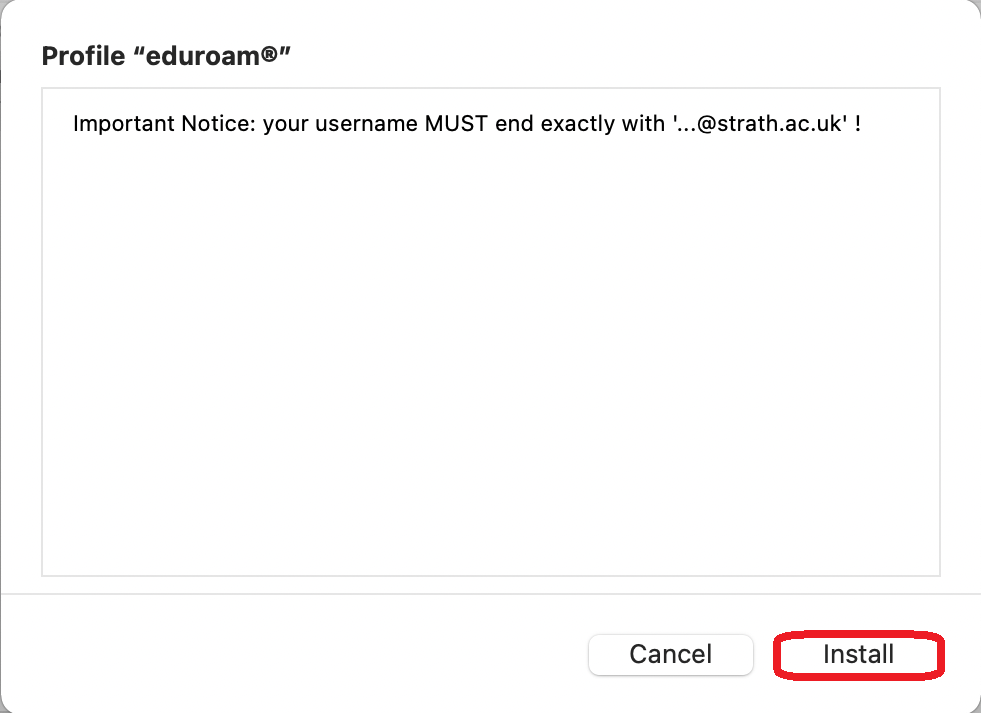 Profile “eduroam®”
Important Notice: your username MUST end exactly with '...@strath.ac.uk' !
Cancel
Install